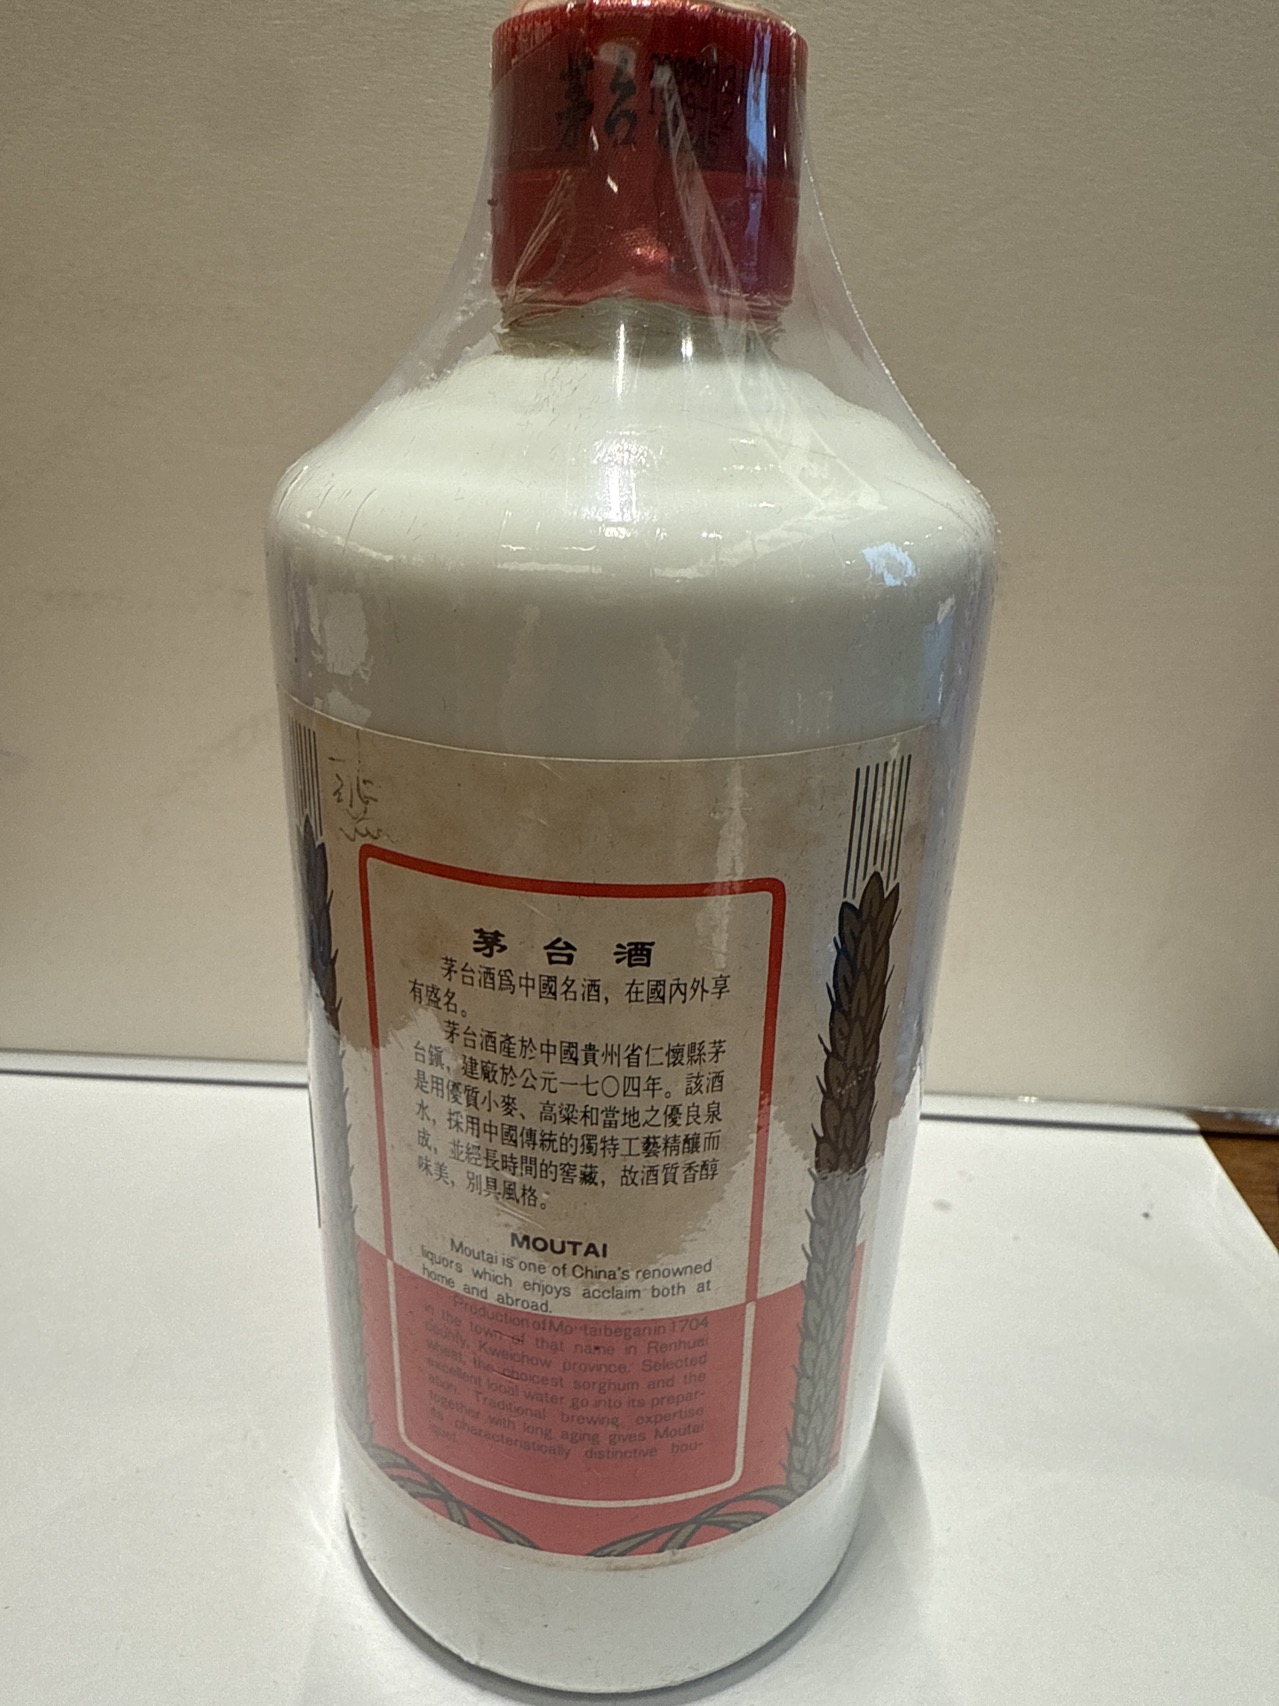 茅台
茅台酒
茅台酒爲中國名酒，在國內外享
有盛名。
茅台酒產於中國貴州省仁懷縣茅
台鎭，建廠於公元一七〇四年。該酒
是用優質小麥、高粱和當地之優良泉
水，採用中國傳統的獨特工藝精釀而
成，並經長時間的窖藏，故酒質香醇
味美，別具風格。
MOUTAI
Moutai is one of China's renowned
liquors which enjoys acclaim both at
home and abroad.
Production of Moutai began in 1704
in the town of that name in Renhuai
county, Kweichow province. Selected
wheat, the choicest sorghum and the
excellent local water go into its prepar-
ation. Traditional brewing expertise
together with long aging gives Moutai
its characteristically distinctive bou-
quet.